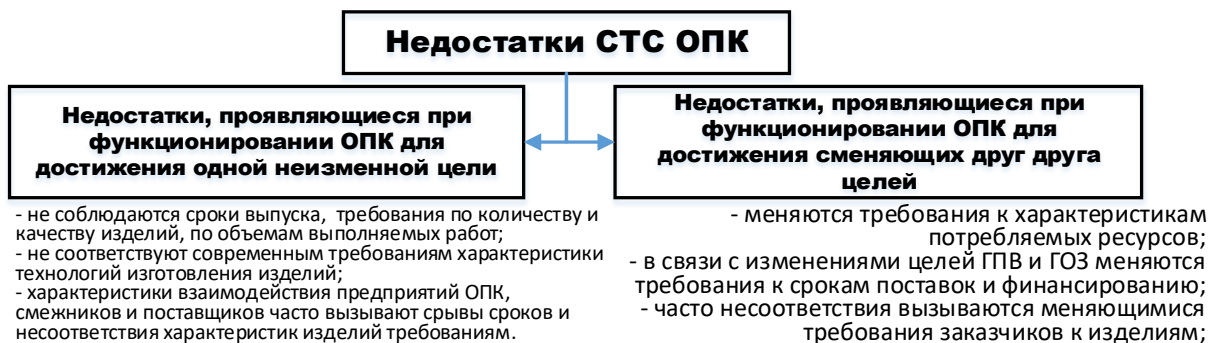 Недостатки СТС ОПК
Недостатки, проявляющиеся при
функционировании ОПК для
достижения одной неизменной цели
Недостатки, проявляющиеся при
функционировании ОПК для
достижения сменяющих друг друга
целей
- не соблюдаются сроки выпуска, требования по количеству и
качеству изделий, по объемам выполняемых работ;
- не соответствуют современным требованиям характеристики
технологий изготовления изделий;
- характеристики взаимодействия предприятий ОПК,
смежников и поставщиков часто вызывают срывы сроков и
несоответствия характеристик изделий требованиям.
- меняются требования к характеристикам
потребляемых ресурсов;
- в связи с изменениями целей ГПВ и ГОЗ меняются
требования к срокам поставок и финансированию;
- часто несоответствия вызываются меняющимися
требования заказчиков к изделиям;